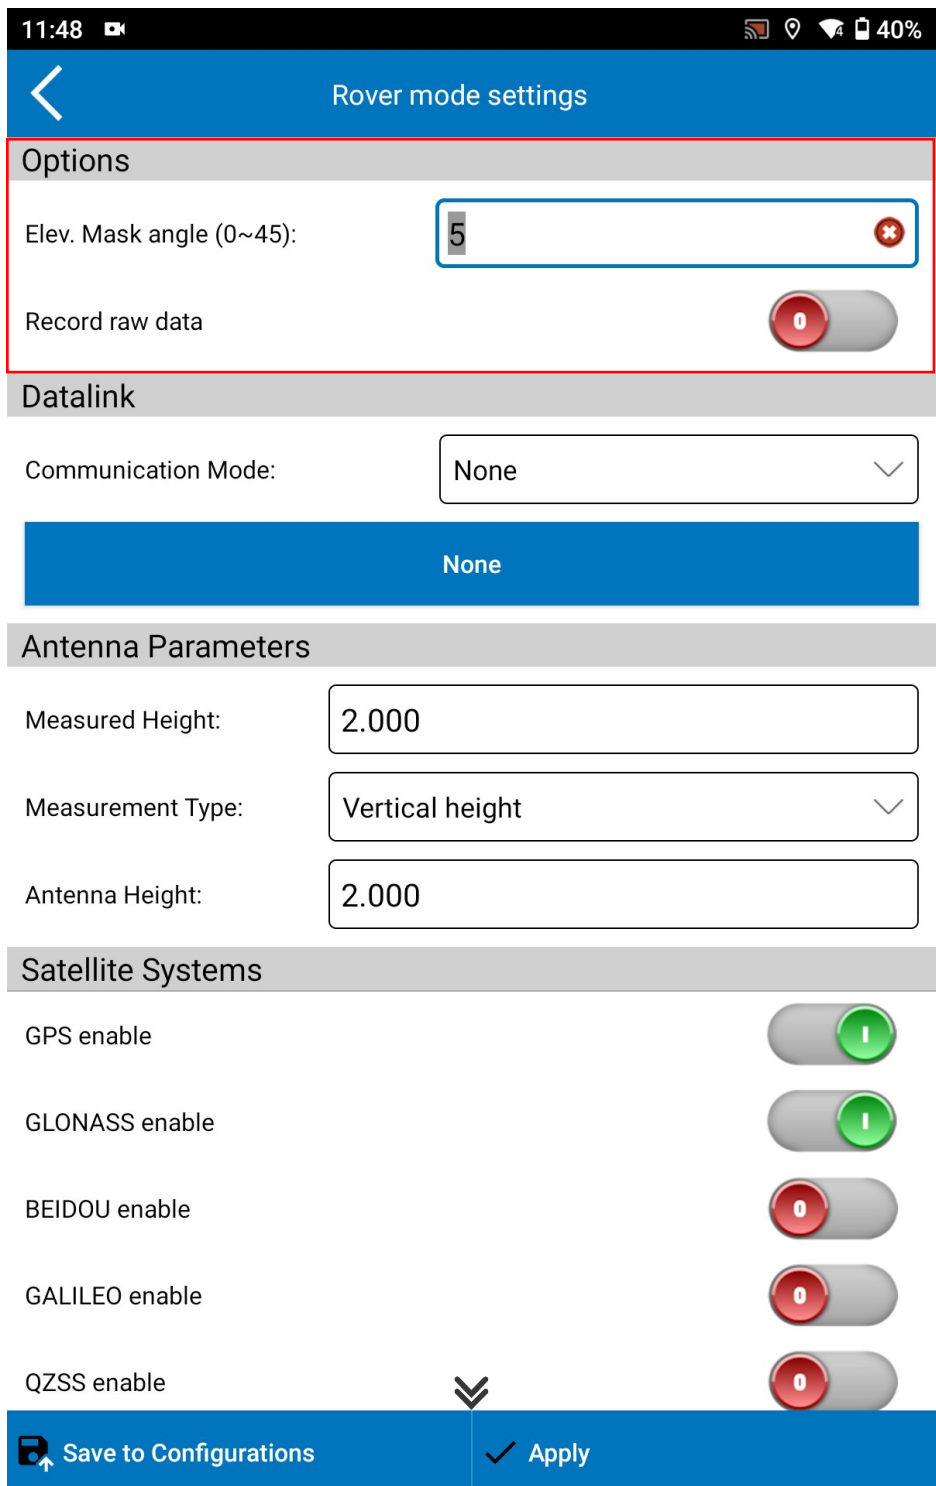 11:48 4 40%
Rover mode settings
Options
Elev. Mask angle (0~45): 5
Record raw data 0
Datalink
Communication Mode: None
None
Antenna Parameters
Measured Height: 2.000
Measurement Type: Vertical height
Antenna Height: 2.000
Satellite Systems
GPS enable I
GLONASS enable I
BEIDOU enable 0
GALILEO enable 0
QZSS enable 0
Save to Configurations Apply